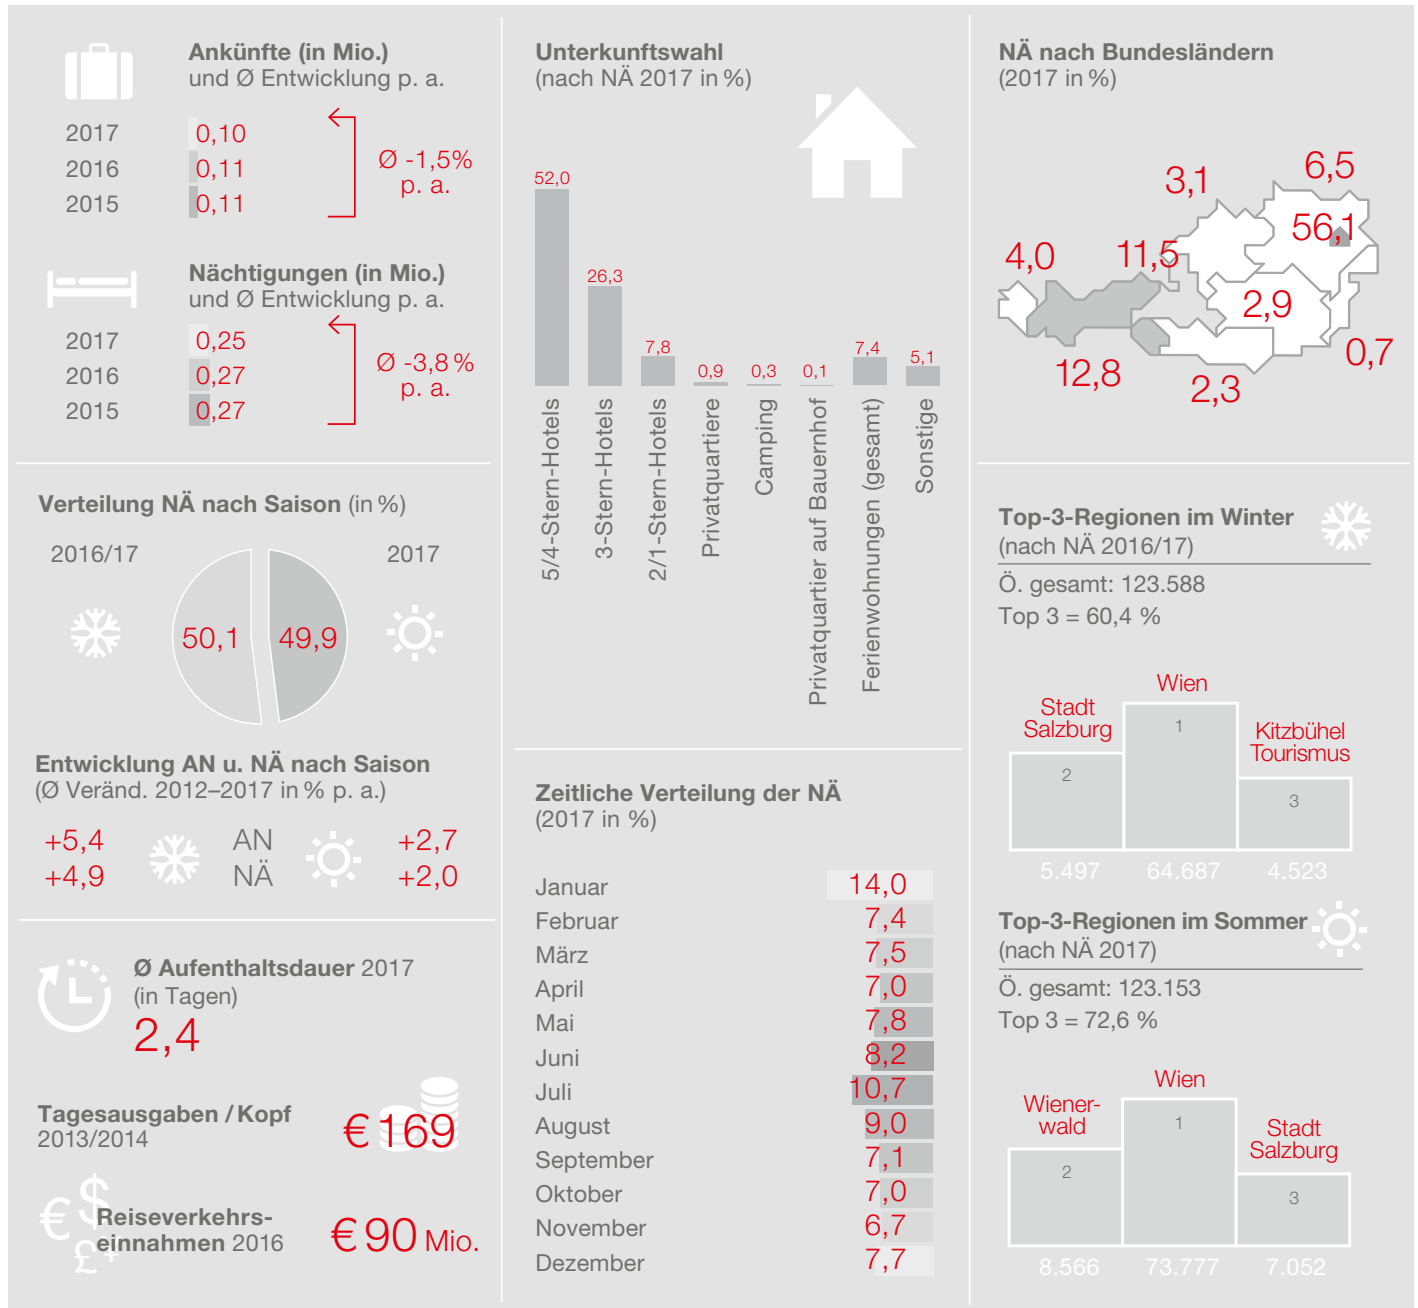 Ankünfte (in Mio.)
und Ø Entwicklung p. a.
2017 0,10
2016 0,11
2015 0,11
Ø -1,5%
p. a.
Nächtigungen (in Mio.)
und Ø Entwicklung p. a.
2017 0,25
2016 0,27
2015 0,27
Ø -3,8 %
p. a.
Verteilung NÄ nach Saison (in %)
2016/17 2017
50,1 49,9
Entwicklung AN u. NÄ nach Saison
(Ø Veränd. 2012–2017 in % p. a.)
+5,4 AN +2,7
+4,9 NÄ +2,0
Ø Aufenthaltsdauer 2017
(in Tagen)
2,4
Tagesausgaben / Kopf
2013/2014
€ 169
€ $ £ ¥
Reiseverkehrs-
einnahmen 2016
€ 90 Mio.
Unterkunftswahl
(nach NÄ 2017 in %)
52,0
26,3
7,8
0,9
0,3
0,1
7,4
5,1
5/4-Stern-Hotels
3-Stern-Hotels
2/1-Stern-Hotels
Privatquartiere
Camping
Privatquartier auf Bauernhof
Ferienwohnungen (gesamt)
Sonstige
Zeitliche Verteilung der NÄ
(2017 in %)
Januar 14,0
Februar 7,4
März 7,5
April 7,0
Mai 7,8
Juni 8,2
Juli 10,7
August 9,0
September 7,1
Oktober 7,0
November 6,7
Dezember 7,7
NÄ nach Bundesländern
(2017 in %)
6,5
3,1
56,1
4,0
11,5
2,9
0,7
12,8
2,3
Top-3-Regionen im Winter
(nach NÄ 2016/17)
Ö. gesamt: 123.588
Top 3 = 60,4 %
Wien
Stadt
Salzburg
Kitzbühel
Tourismus
1
2
3
5.497 64.687 4.523
Top-3-Regionen im Sommer
(nach NÄ 2017)
Ö. gesamt: 123.153
Top 3 = 72,6 %
Wien
Wiener-
wald
Stadt
Salzburg
1
2
3
8.566 73.777 7.052